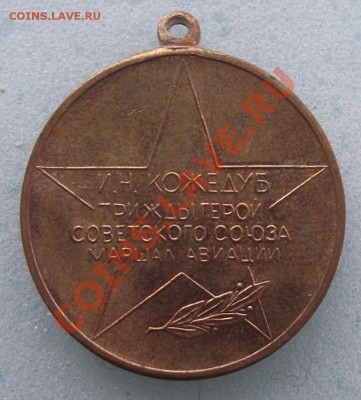 COINS.LAVE.RU
И.Н. КОЖЕДУБ
ТРИЖДЫ ГЕРОЙ
СОВЕТСКОГО СОЮЗА
МАРШАЛ АВИАЦИИ
COINS.LAVE.RU